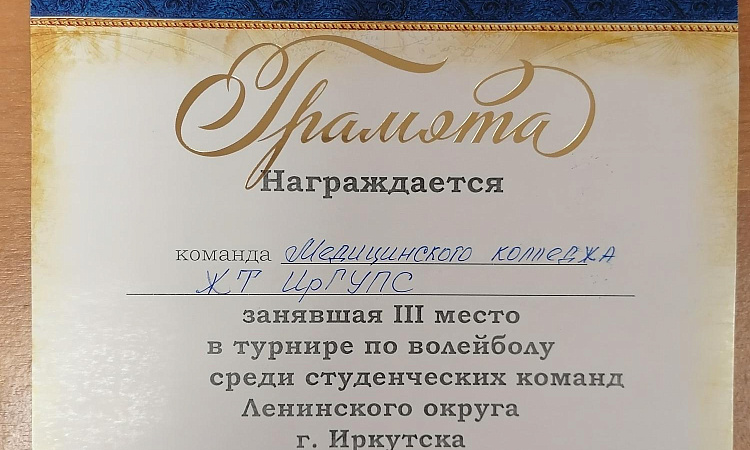 Грамота
Награждается
команда Медицинского колледжа
ЖТ ИрГУПС
занявшая III место
в турнире по волейболу
среди студенческих команд
Ленинского округа
г. Иркутска